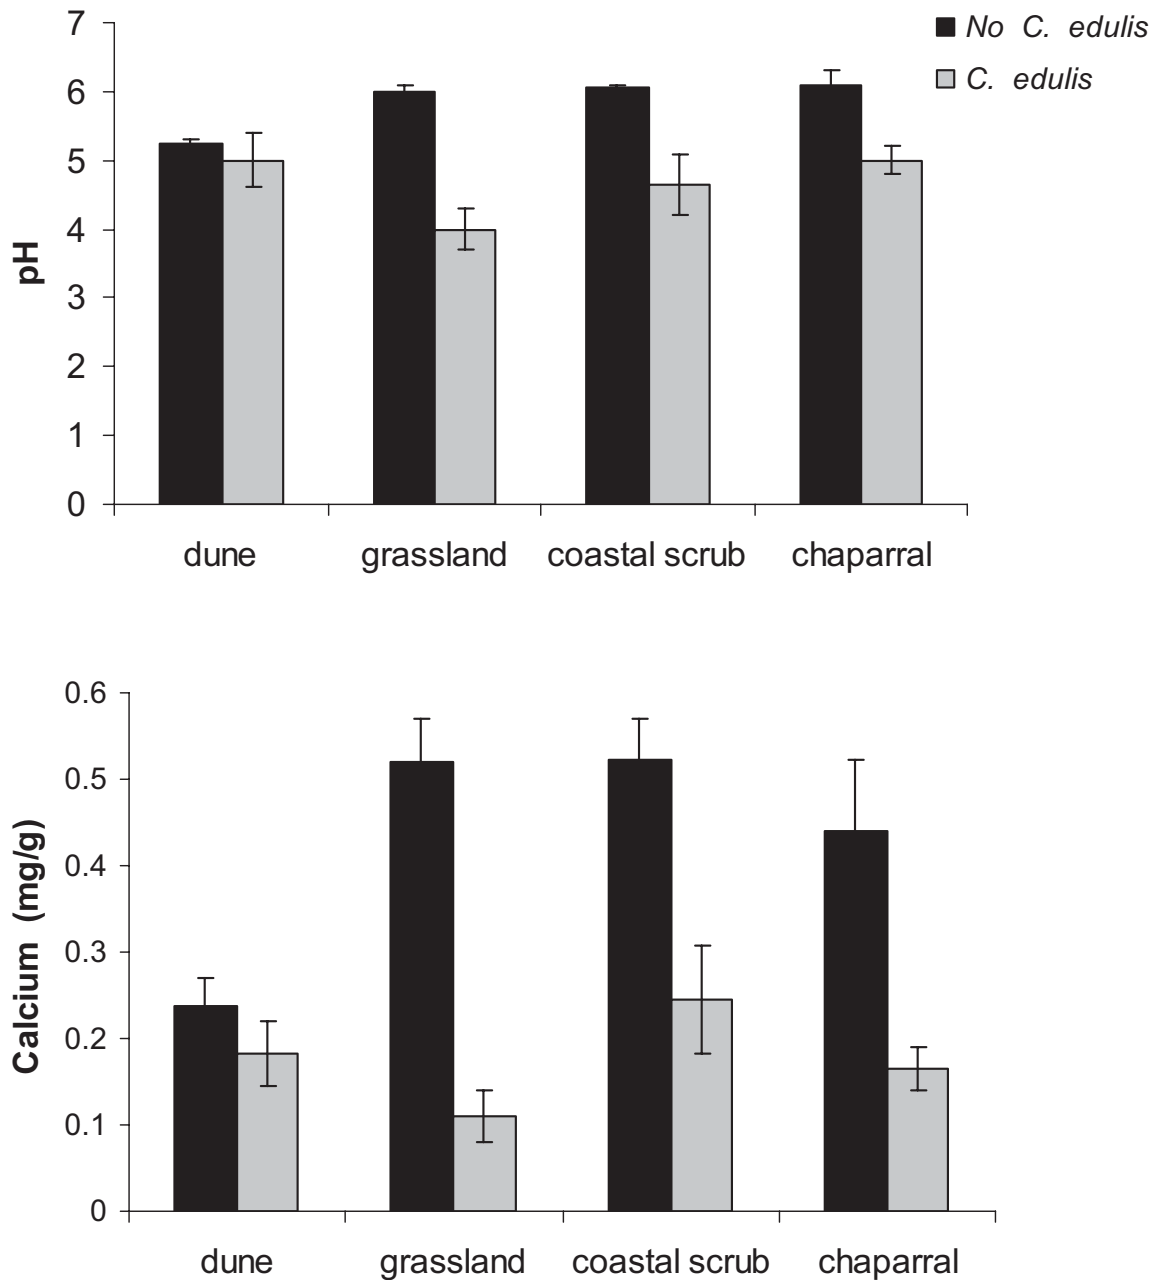 7
No C. edulis
C. edulis
6
5
4
3
2
1
0
pH
dune grassland coastal scrub chaparral
0.6
0.5
0.4
0.3
0.2
0.1
0
Calcium (mg/g)
dune grassland coastal scrub chaparral